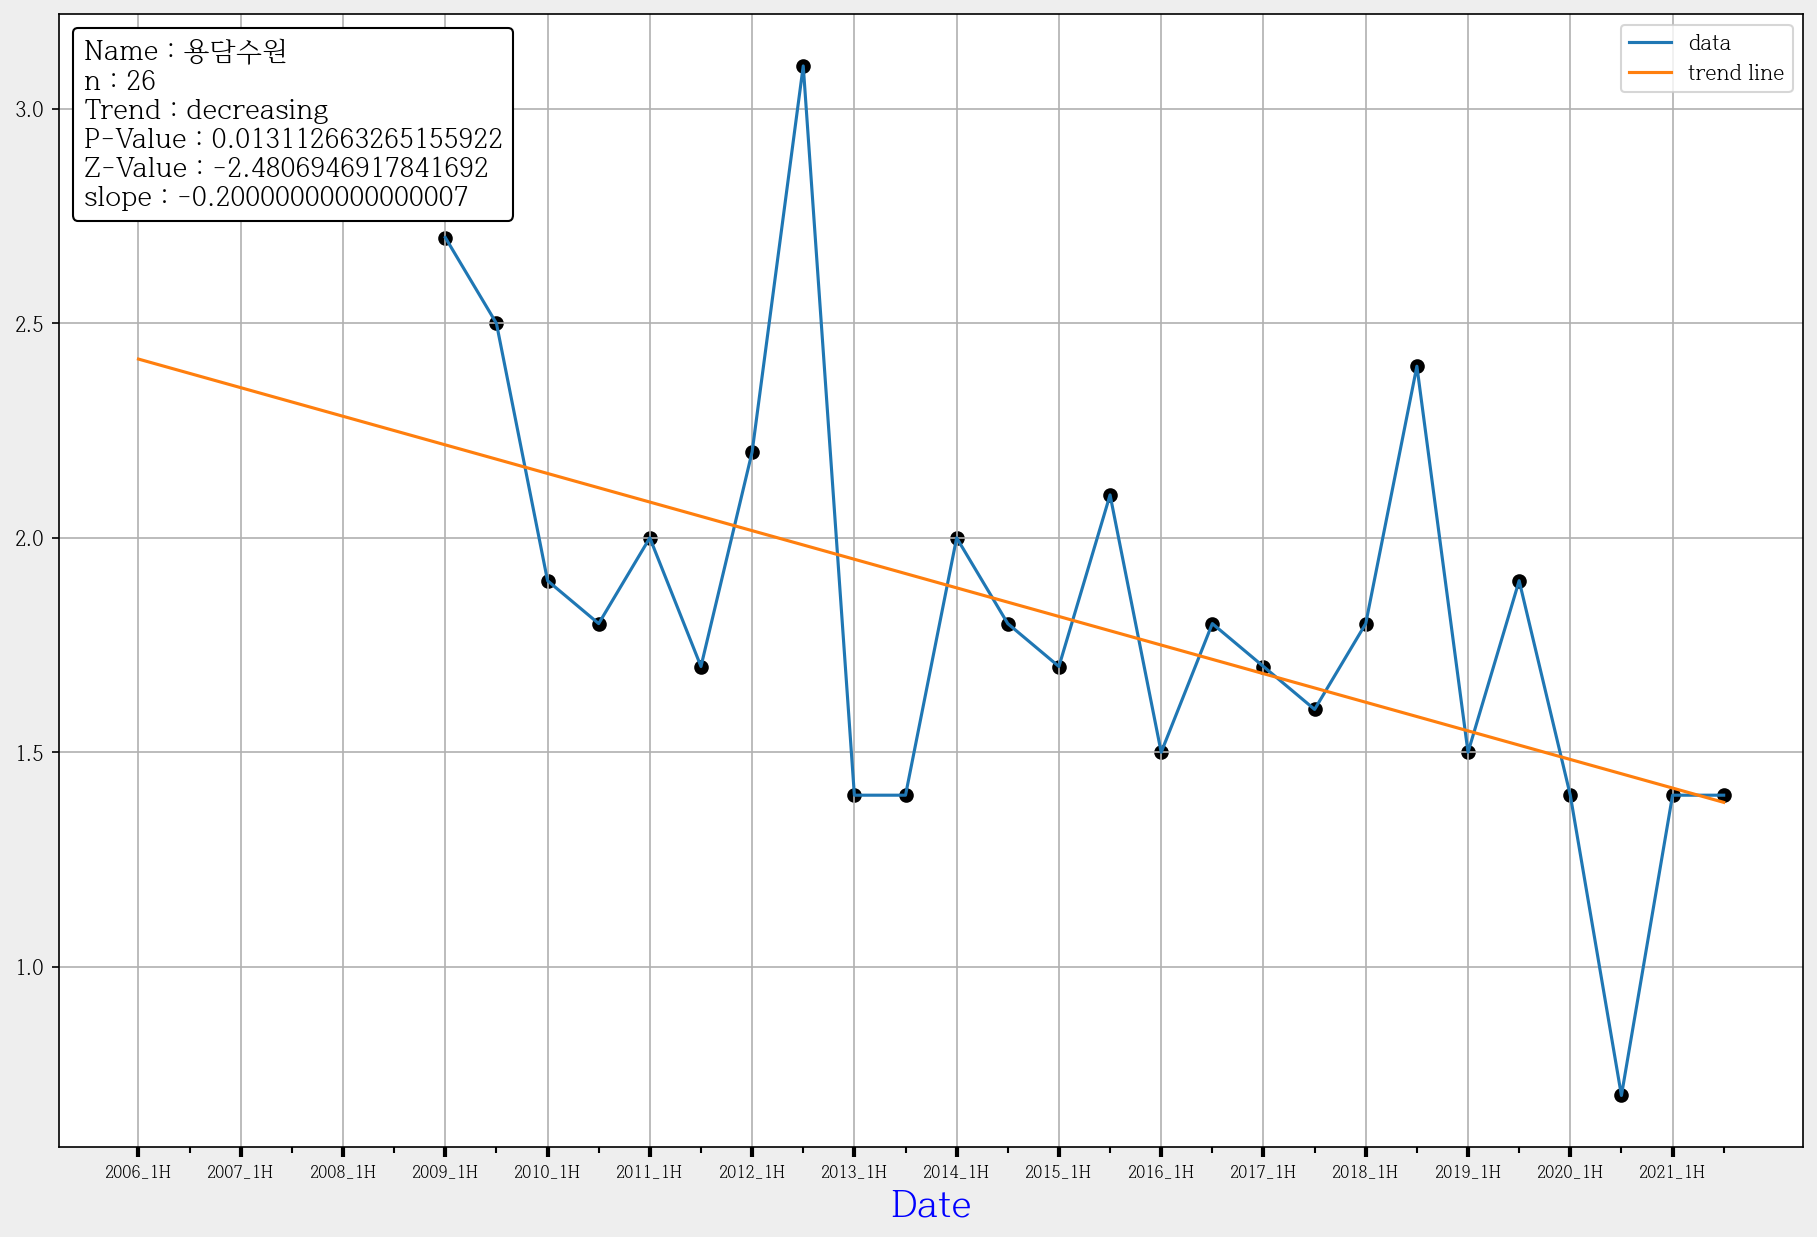 Name : 용담수원
n : 26
Trend : decreasing
P-Value : 0.013112663265155922
Z-Value : -2.4806946917841692
slope : -0.20000000000000007
data
trend line
3.0
2.5
2.0
1.5
1.0
2006_1H 2007_1H 2008_1H 2009_1H 2010_1H 2011_1H 2012_1H 2013_1H 2014_1H 2015_1H 2016_1H 2017_1H 2018_1H 2019_1H 2020_1H 2021_1H
Date